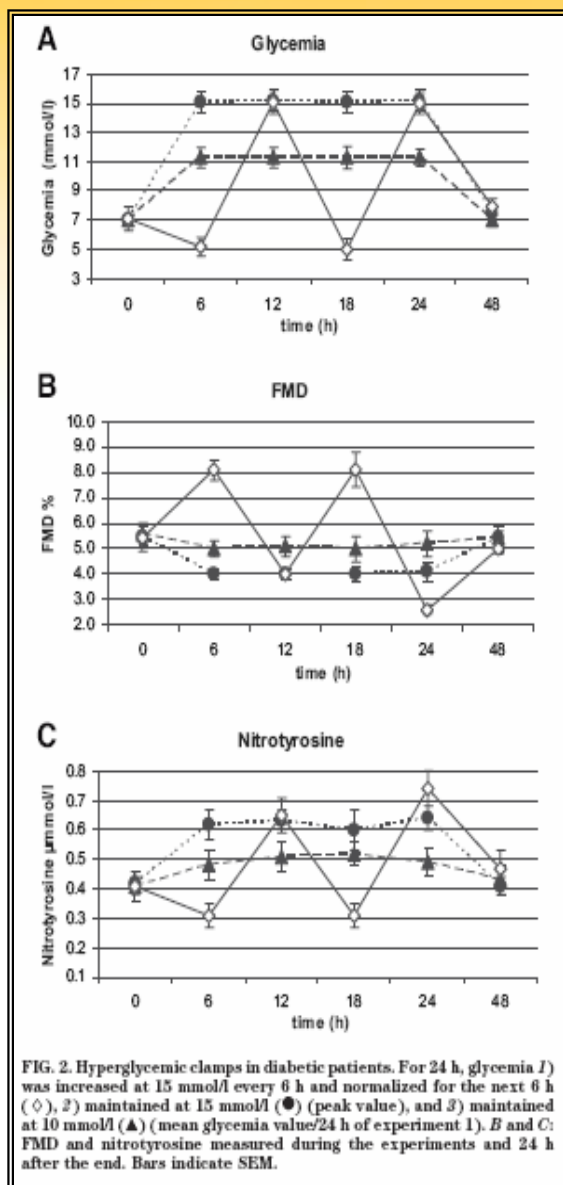 A
Glycemia
17
15
13
11
9
7
5
3
Glycemia (mmol/l)
0 6 12 18 24 48
time (h)
B
FMD
10.0
9.0
8.0
7.0
6.0
5.0
4.0
3.0
2.0
FMD %
0 6 12 18 24 48
time (h)
C
Nitrotyrosine
0.8
0.7
0.6
0.5
0.4
0.3
0.2
0.1
Nitrotyrosine μmmol/l
0 6 12 18 24 48
time (h)
FIG. 2. Hyperglycemic clamps in diabetic patients. For 24 h, glycemia 1)
was increased at 15 mmol/l every 6 h and normalized for the next 6 h
(◇), 2) maintained at 15 mmol/l (●) (peak value), and 3) maintained
at 10 mmol/l (▲) (mean glycemia value/24 h of experiment 1). B and C:
FMD and nitrotyrosine measured during the experiments and 24 h
after the end. Bars indicate SEM.